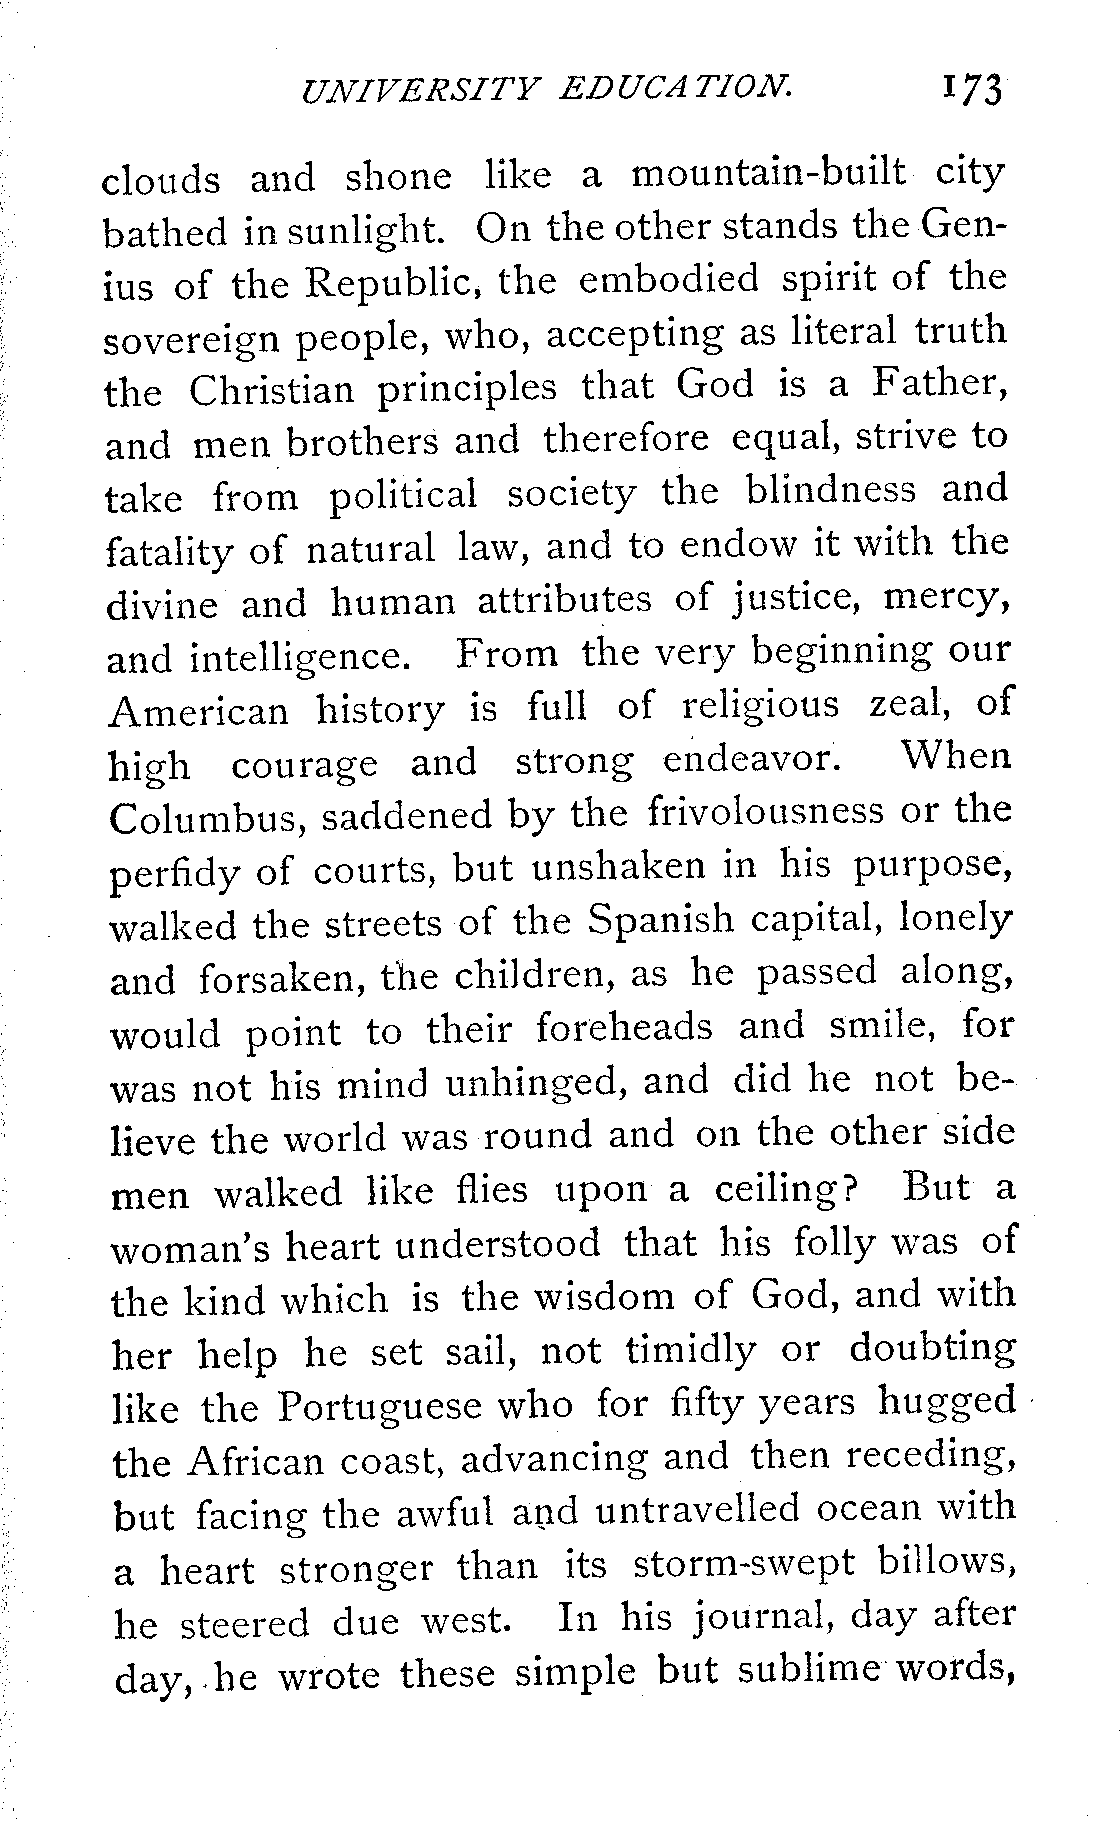 UNIVERSITY EDUCATION. 173
clouds and shone like a mountain-built city
bathed in sunlight. On the other stands the Gen-
ius of the Republic, the embodied spirit of the
sovereign people, who, accepting as literal truth
the Christian principles that God is a Father,
and men brothers and therefore equal, strive to
take from political society the blindness and
fatality of natural law, and to endow it with the
divine and human attributes of justice, mercy,
and intelligence. From the very beginning our
American history is full of religious zeal, of
high courage and strong endeavor. When
Columbus, saddened by the frivolousness or the
perfidy of courts, but unshaken in his purpose,
walked the streets of the Spanish capital, lonely
and forsaken, the children, as he passed along,
would point to their foreheads and smile, for
was not his mind unhinged, and did he not be-
lieve the world was round and on the other side
men walked like flies upon a ceiling? But a
woman's heart understood that his folly was of
the kind which is the wisdom of God, and with
her help he set sail, not timidly or doubting
like the Portuguese who for fifty years hugged
the African coast, advancing and then receding,
but facing the awful and untravelled ocean with
a heart stronger than its storm-swept billows,
he steered due west. In his journal, day after
day, he wrote these simple but sublime words,